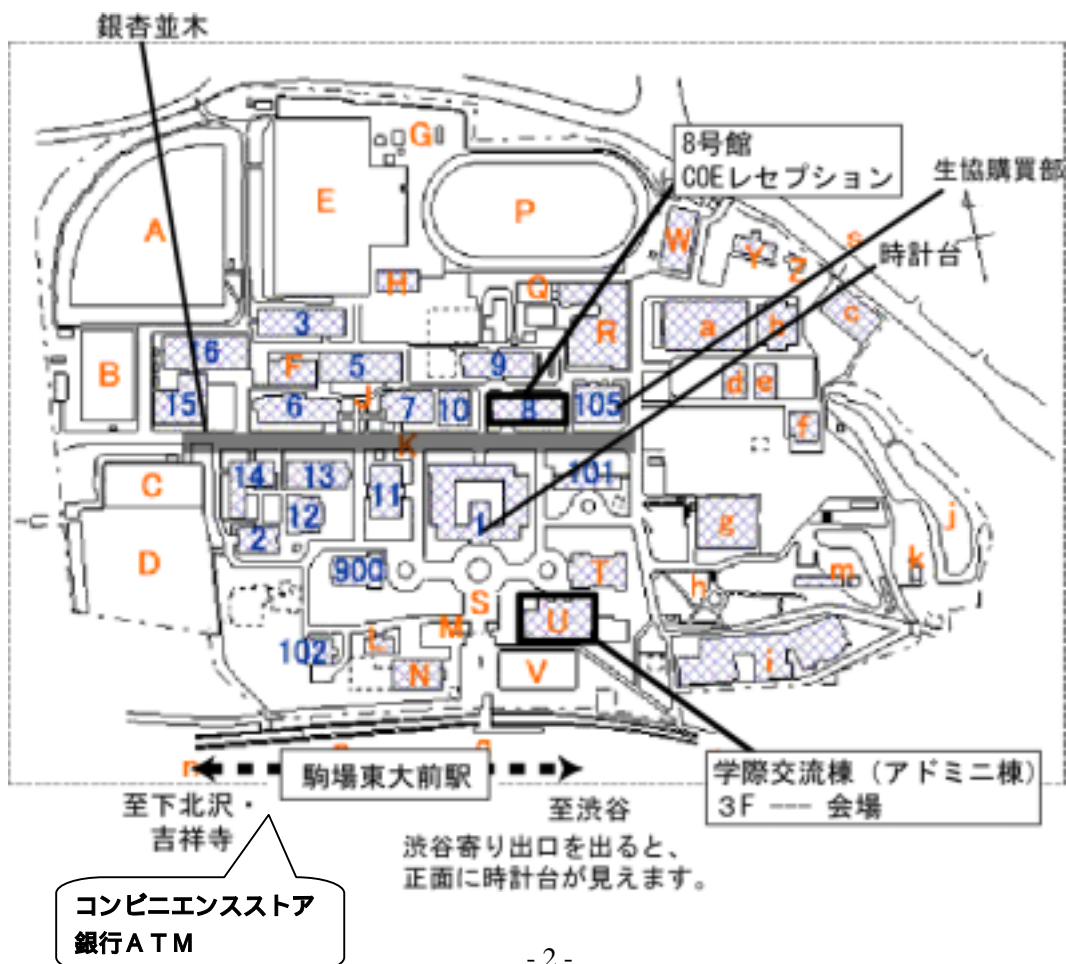 銀杏並木
8号館
COEレセプション
生協購買部
時計台
G
E
P
A
W
s
Y
Z
Q
H
3
R
a
b
c
6
F
5
9
d
e
B
15
6
J
7
10
8
105
f
K
C
14
13
11
101
j
12
1
g
D
2
900
T
k
m
h
S
U
M
L
102
N
V
i
n
駒場東大前駅
学際交流棟（アドミニ棟）
3F --- 会場
至下北沢・
吉祥寺
至渋谷
渋谷寄り出口を出ると、
正面に時計台が見えます。
コンビニエンスストア
銀行ATM
- 2 -